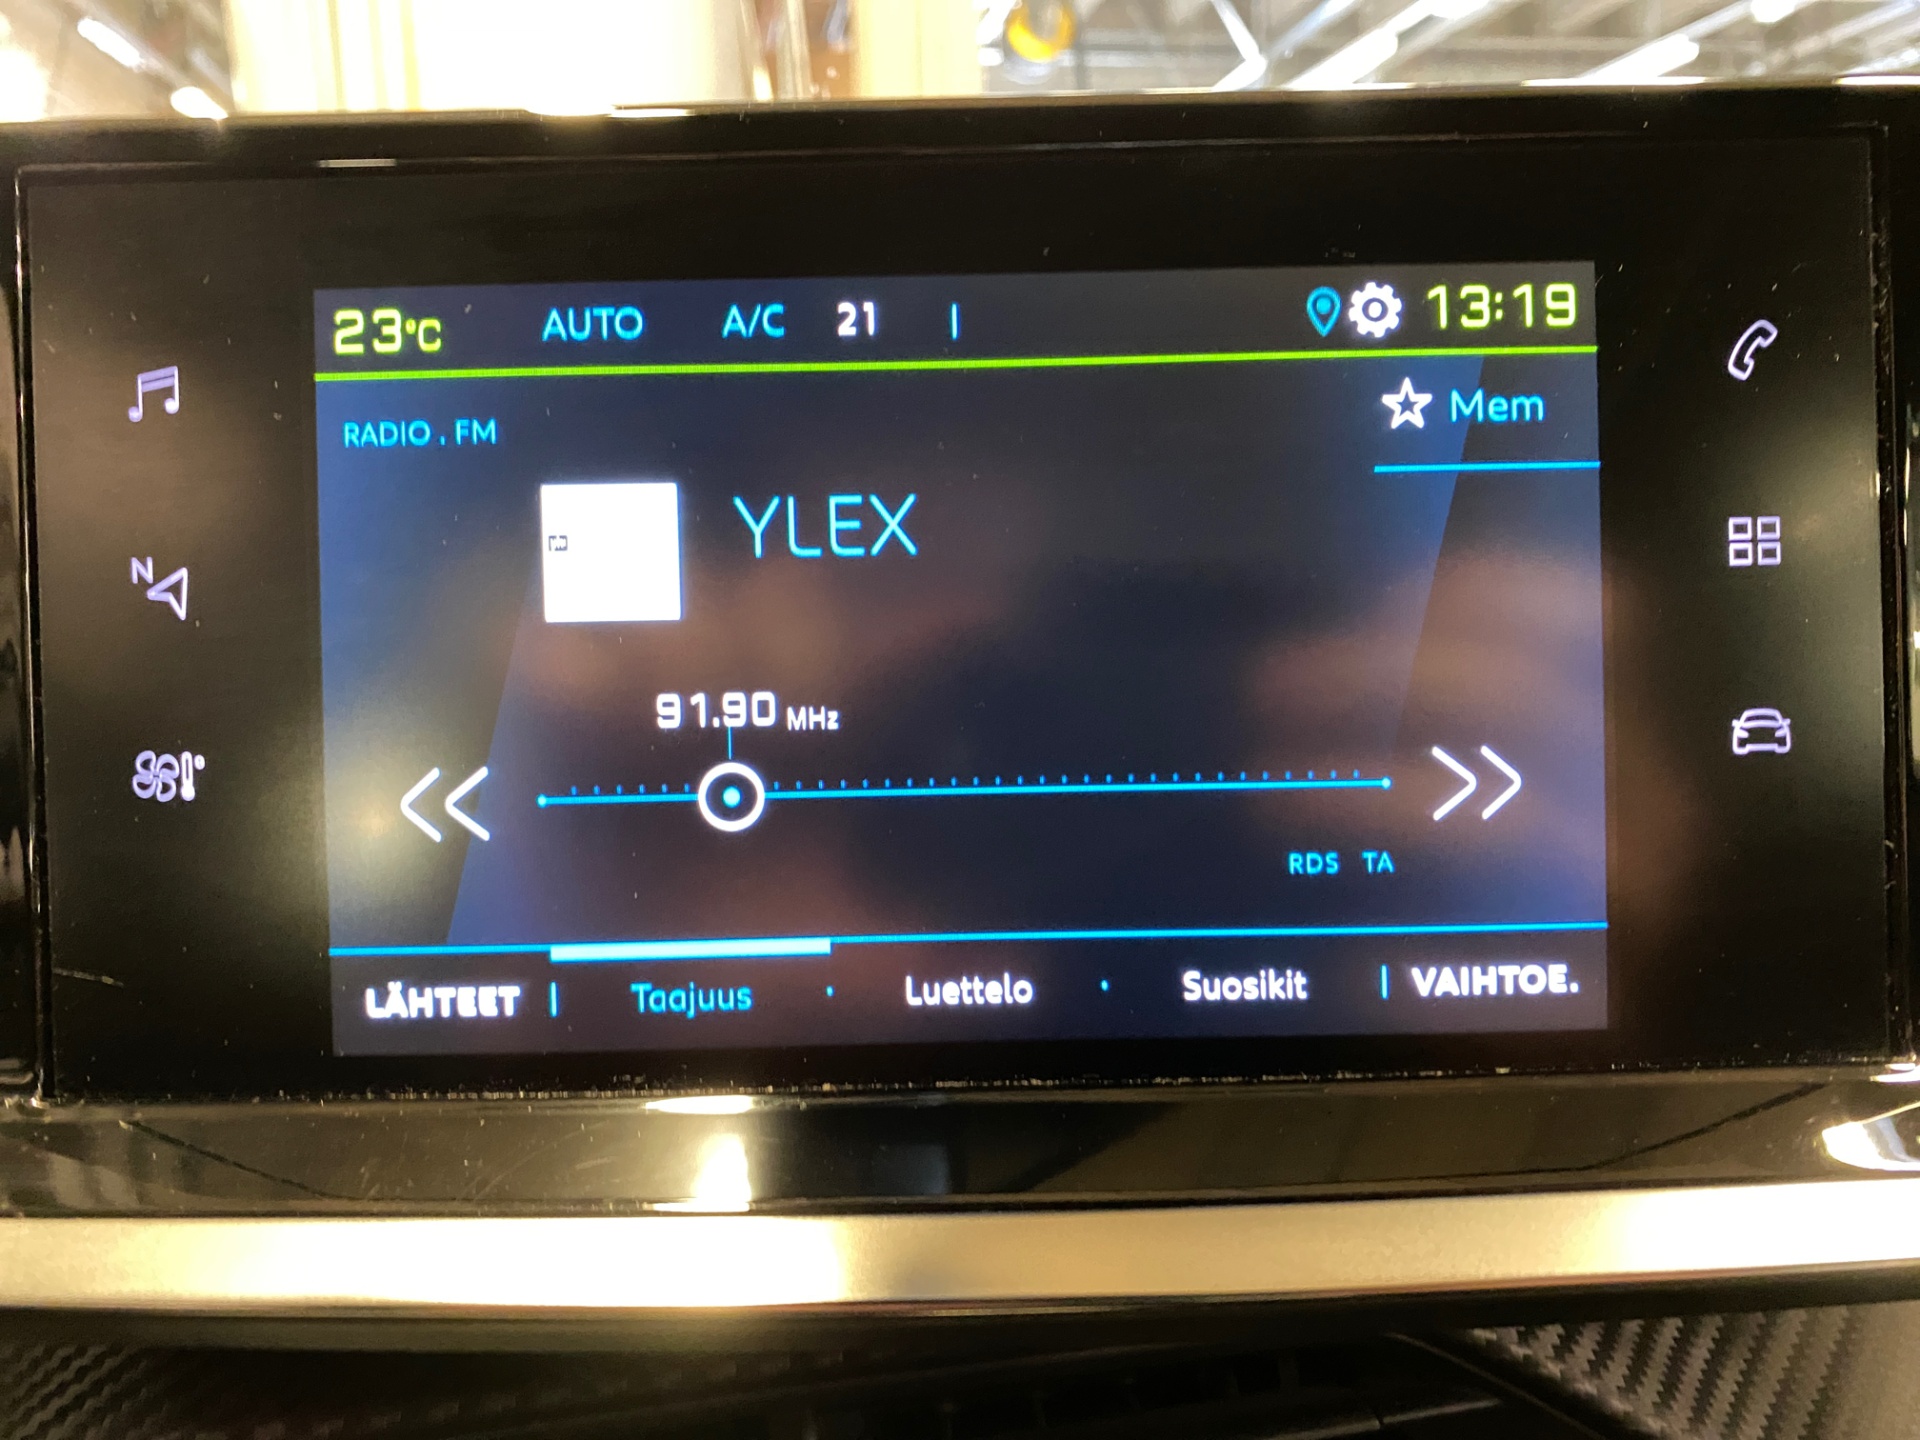 23°C AUTO A/C 21 13:19
RADIO . FM
Mem
YLEX
N
91.90 MHz
RDS TA
LÄHTEET Taajuus Luettelo Suosikit VAIHTOE.